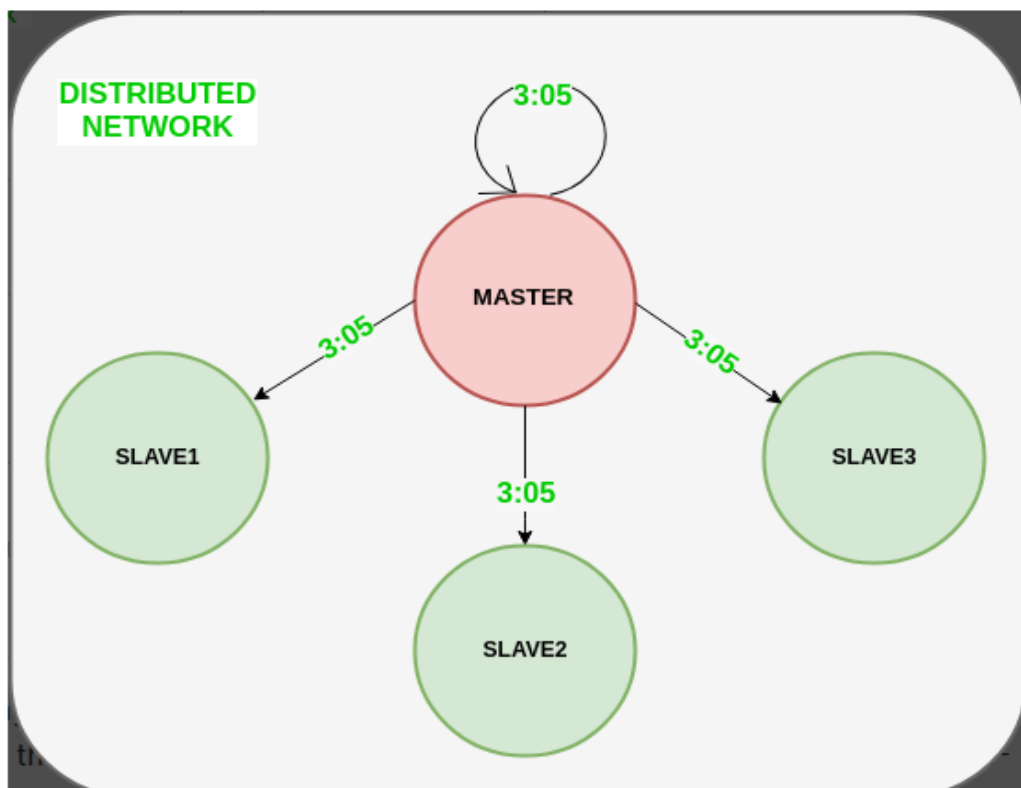 DISTRIBUTED
NETWORK
3:05
MASTER
3:05
3:05
SLAVE1
SLAVE3
3:05
SLAVE2